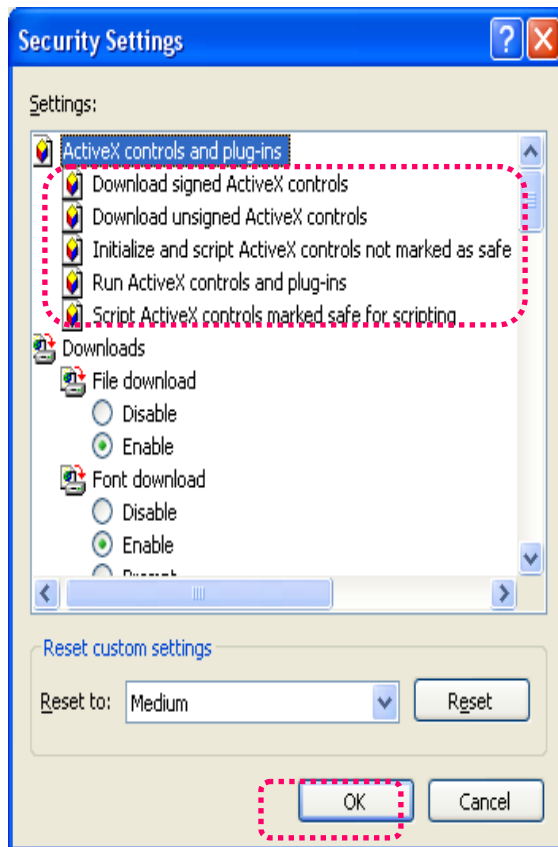 Security Settings
Settings:
ActiveX controls and plug-ins
Download signed ActiveX controls
Download unsigned ActiveX controls
Initialize and script ActiveX controls not marked as safe
Run ActiveX controls and plug-ins
Script ActiveX controls marked safe for scripting
Downloads
File download
Disable
Enable
Font download
Disable
Enable
Prompt
Reset custom settings
Reset to: Medium Reset
OK Cancel